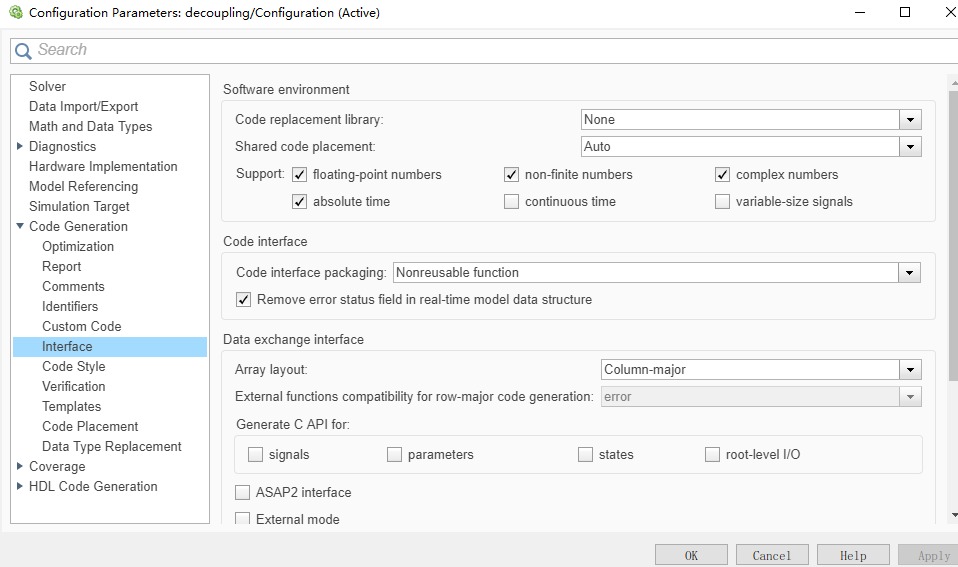 Configuration Parameters: decoupling/Configuration (Active)
Search
Solver
Data Import/Export
Math and Data Types
Diagnostics
Hardware Implementation
Model Referencing
Simulation Target
Code Generation
Optimization
Report
Comments
Identifiers
Custom Code
Interface
Code Style
Verification
Templates
Code Placement
Data Type Replacement
Coverage
HDL Code Generation
Software environment
Code replacement library: None
Shared code placement: Auto
Support: floating-point numbers non-finite numbers complex numbers
absolute time continuous time variable-size signals
Code interface
Code interface packaging: Nonreusable function
Remove error status field in real-time model data structure
Data exchange interface
Array layout: Column-major
External functions compatibility for row-major code generation: error
Generate C API for:
signals parameters states root-level I/O
ASAP2 interface
External mode
OK Cancel Help Apply